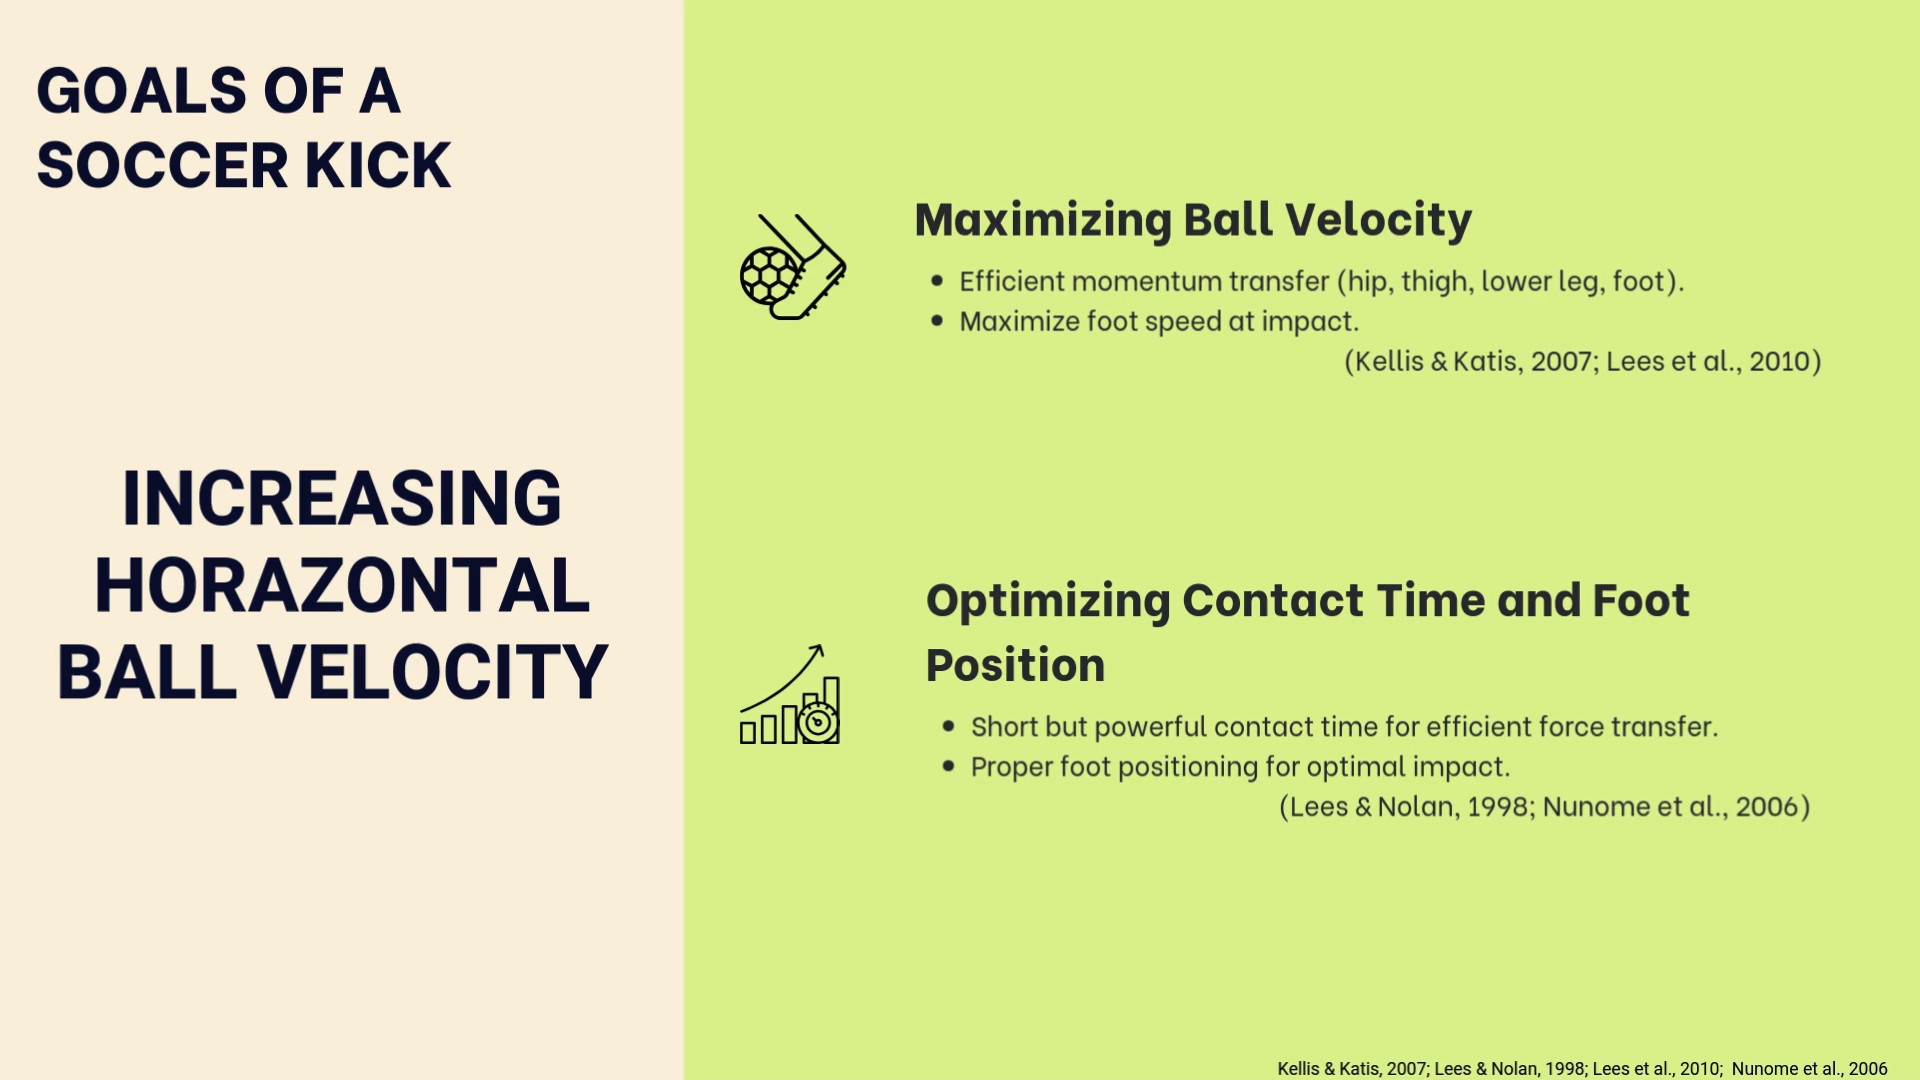 GOALS OF A
SOCCER KICK
INCREASING
HORAZONTAL
BALL VELOCITY
Maximizing Ball Velocity
• Efficient momentum transfer (hip, thigh, lower leg, foot).
• Maximize foot speed at impact.
(Kellis & Katis, 2007; Lees et al., 2010)
Optimizing Contact Time and Foot
Position
• Short but powerful contact time for efficient force transfer.
• Proper foot positioning for optimal impact.
(Lees & Nolan, 1998; Nunome et al., 2006)
Kellis & Katis, 2007; Lees & Nolan, 1998; Lees et al., 2010; Nunome et al., 2006